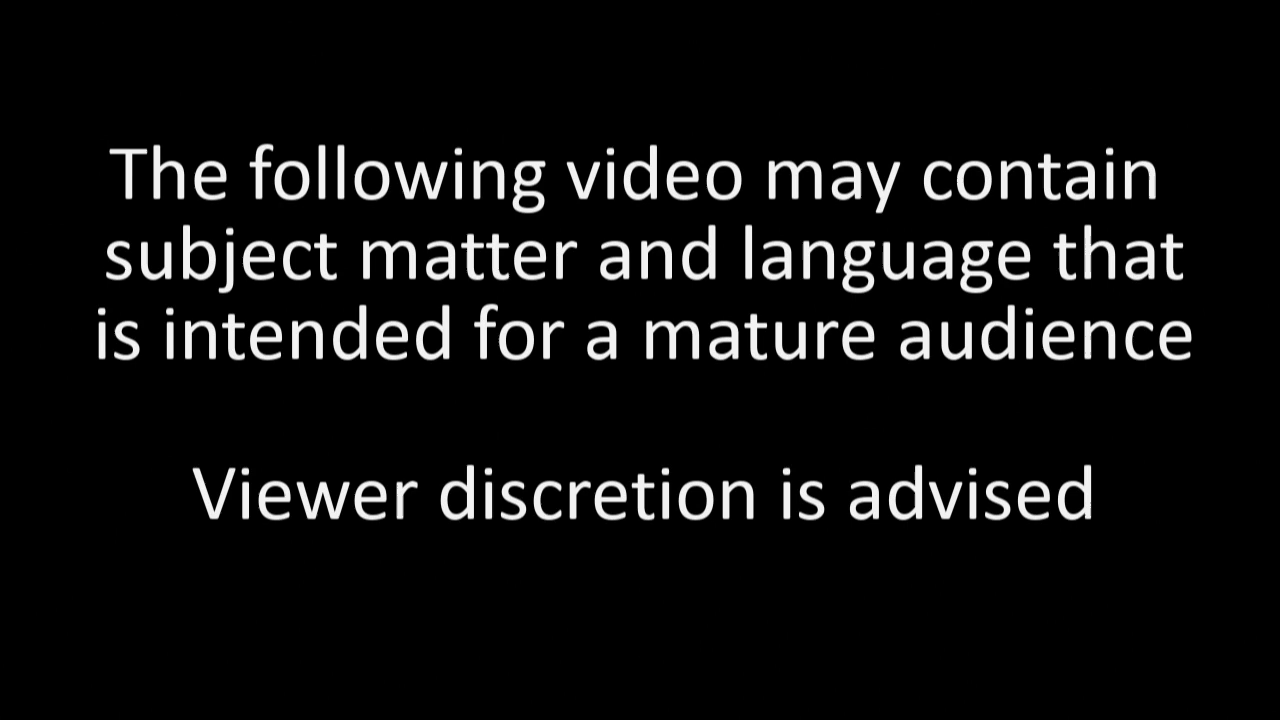 The following video may contain
subject matter and language that
is intended for a mature audience
Viewer discretion is advised